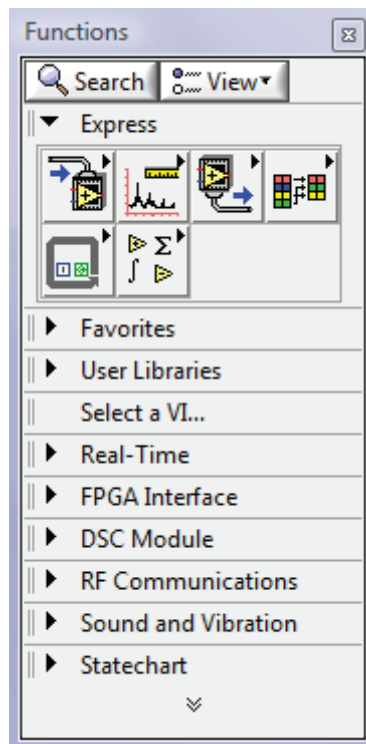 Functions
Search View
Express
Favorites
User Libraries
Select a VI...
Real-Time
FPGA Interface
DSC Module
RF Communications
Sound and Vibration
Statechart